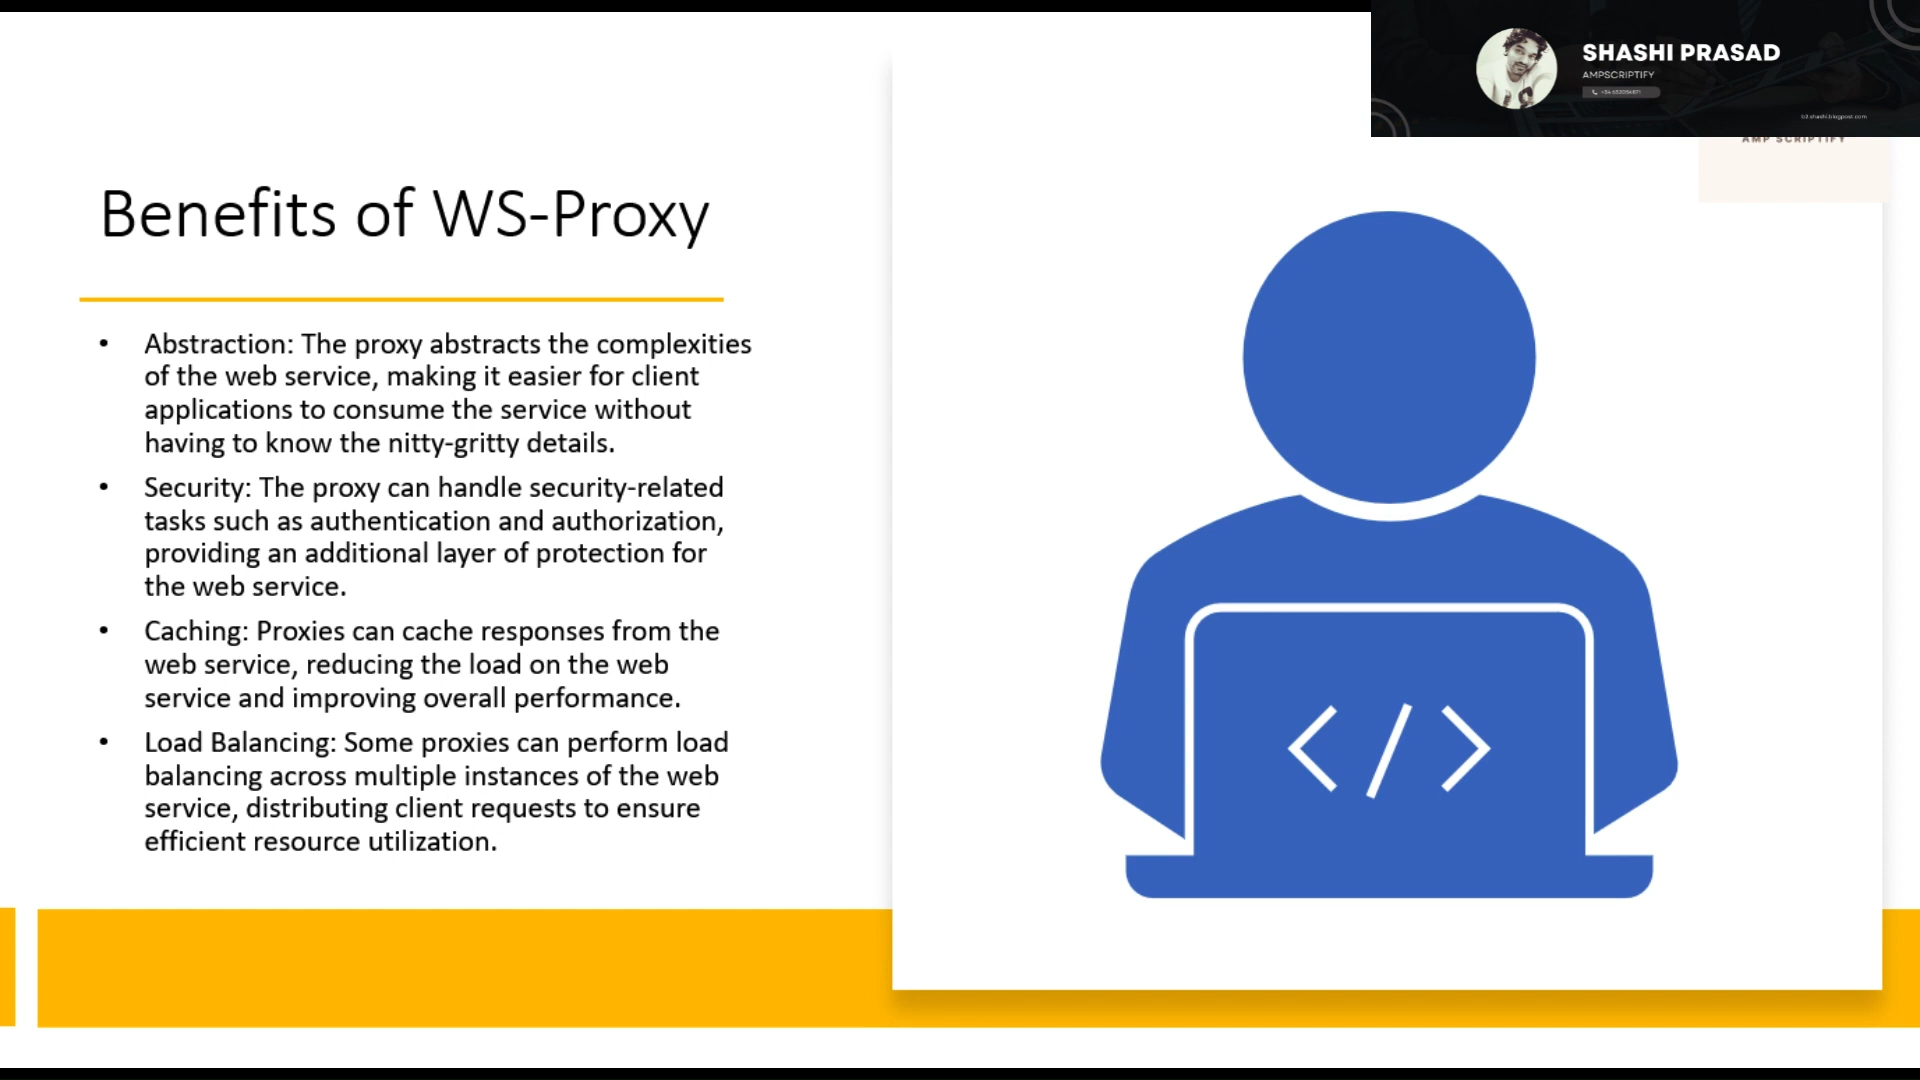 SHASHI PRASAD
AMPSCRIPTIFY
AMP SCRIPTIFY
Benefits of WS-Proxy
• Abstraction: The proxy abstracts the complexities
of the web service, making it easier for client
applications to consume the service without
having to know the nitty-gritty details.
• Security: The proxy can handle security-related
tasks such as authentication and authorization,
providing an additional layer of protection for
the web service.
• Caching: Proxies can cache responses from the
web service, reducing the load on the web
service and improving overall performance.
• Load Balancing: Some proxies can perform load
balancing across multiple instances of the web
service, distributing client requests to ensure
efficient resource utilization.
</>